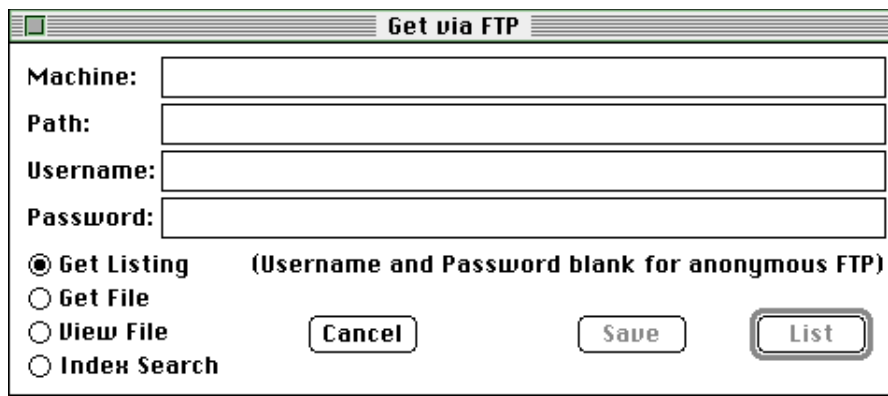 Get via FTP
Machine:
Path:
Username:
Password:
Get Listing (Username and Password blank for anonymous FTP)
Get File
View File
Index Search
Cancel Save List